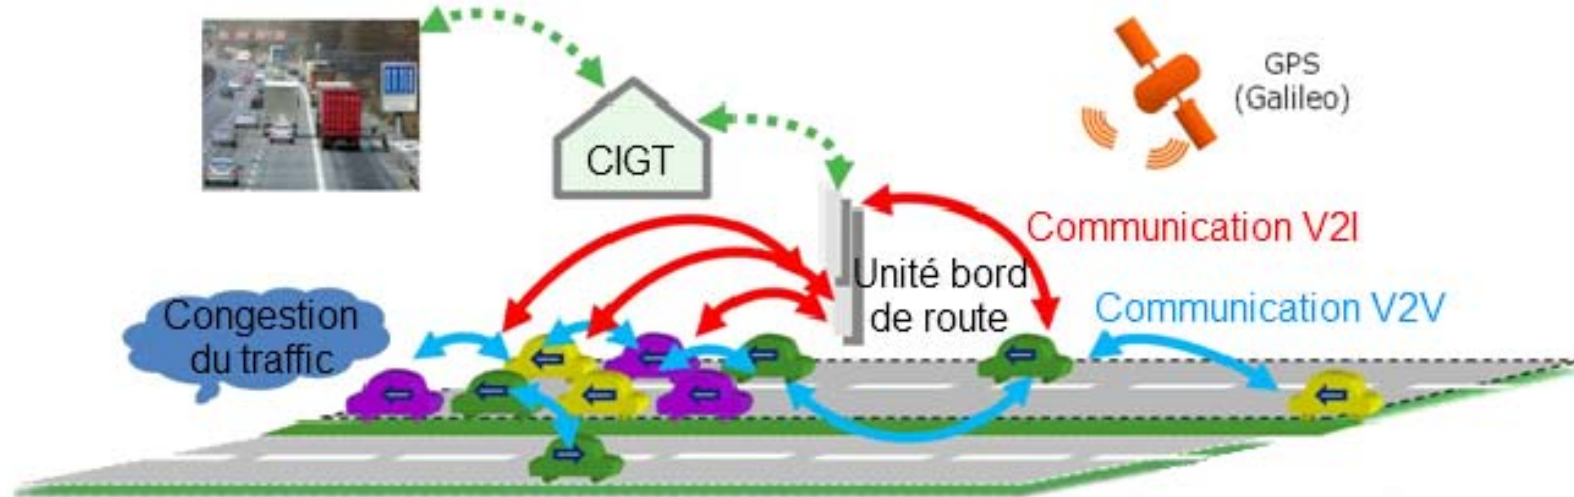 GPS
(Galileo)
CIGT
Communication V2I
Unité bord
de route
Communication V2V
Congestion
du traffic